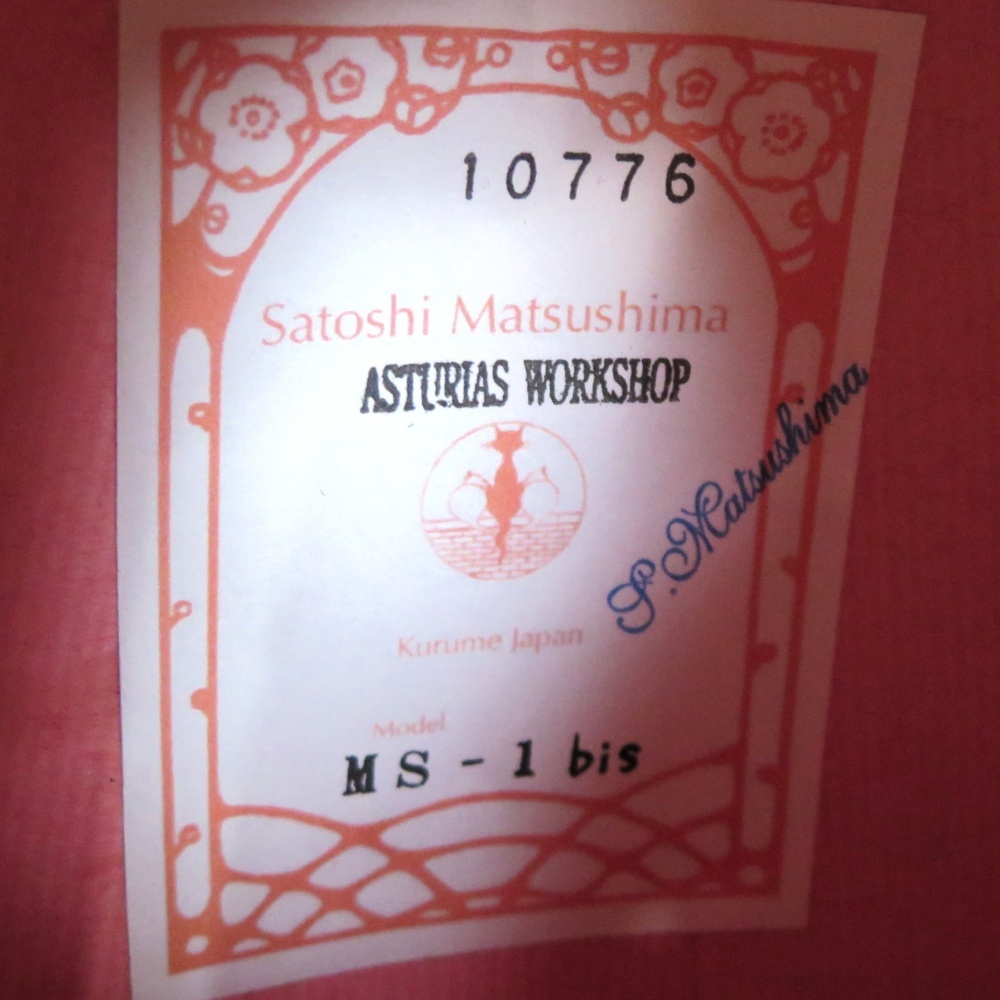 10776
Satoshi Matsushima
ASTURIAS WORKSHOP
S. Matsushima
Kurume Japan
Model
MS-1 bis